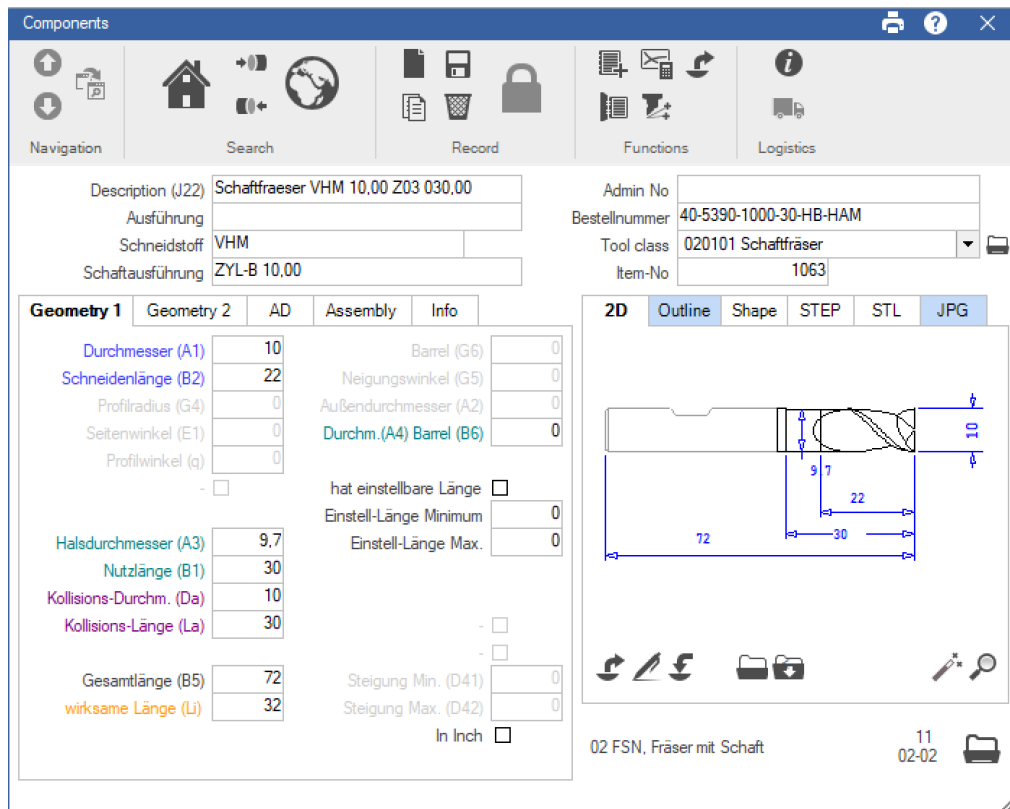 Components
Navigation
Search
Record
Functions
Logistics
Description (J22) Schaftfraeser VHM 10,00 Z03 030,00
Ausführung
Schneidstoff VHM
Schaftausführung ZYL-B 10,00
Admin No
Bestellnummer 40-5390-1000-30-HB-HAM
Tool class 020101 Schaftfräser
Item-No 1063
Geometry 1 Geometry 2 AD Assembly Info
Durchmesser (A1) 10
Schneidenlänge (B2) 22
Profilradius (G4) 0
Seitenwinkel (E1) 0
Profilwinkel (q) 0
-
Halsdurchmesser (A3) 9,7
Nutzlänge (B1) 30
Kollisions-Durchm. (Da) 10
Kollisions-Länge (La) 30
Gesamtlänge (B5) 72
wirksame Länge (Li) 32
Barrel (G6) 0
Neigungswinkel (G5) 0
Außendurchmesser (A2) 0
Durchm.(A4) Barrel (B6) 0
hat einstellbare Länge
Einstell-Länge Minimum 0
Einstell-Länge Max. 0
-
-
Steigung Min. (D41) 0
Steigung Max. (D42) 0
In Inch
2D Outline Shape STEP STL JPG
10
9,7
22
30
72
02 FSN, Fräser mit Schaft
11
02-02